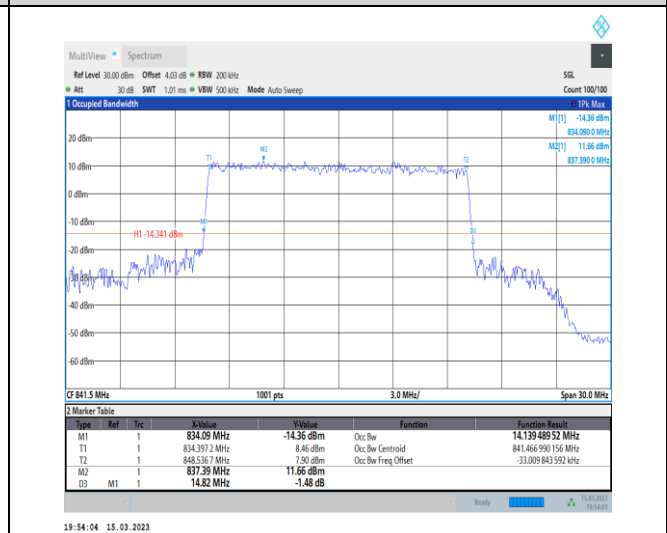 MultiView Spectrum
Ref Level 30.00 dBm Offset 4.03 dB RBW 200 kHz SGL
Att 30 dB SWT 1.01 ms VBW 500 kHz Mode Auto Sweep Count 100/100
1 Occupied Bandwidth 1Pk Max
M1[1] -14.36 dBm
834.090 0 MHz
M2[1] 11.66 dBm
837.390 0 MHz
20 dBm
10 dBm
0 dBm
-10 dBm
-20 dBm
-30 dBm
-40 dBm
-50 dBm
-60 dBm
T1
M2
T2
M1
D3
H1 -14.341 dBm
CF 841.5 MHz 1001 pts 3.0 MHz/ Span 30.0 MHz
2 Marker Table
Type Ref Trc X-Value Y-Value Function Function Result
M1 1 834.09 MHz -14.36 dBm Occ Bw 14.139 489 52 MHz
T1 1 834.397 2 MHz 8.46 dBm Occ Bw Centroid 841.466 990 156 MHz
T2 1 848.536 7 MHz 7.90 dBm Occ Bw Freq Offset -33.009 843 592 kHz
M2 1 837.39 MHz 11.66 dBm
D3 M1 1 14.82 MHz -1.48 dB
Ready 15.03.2023
19:54:03
19:54:04 15.03.2023